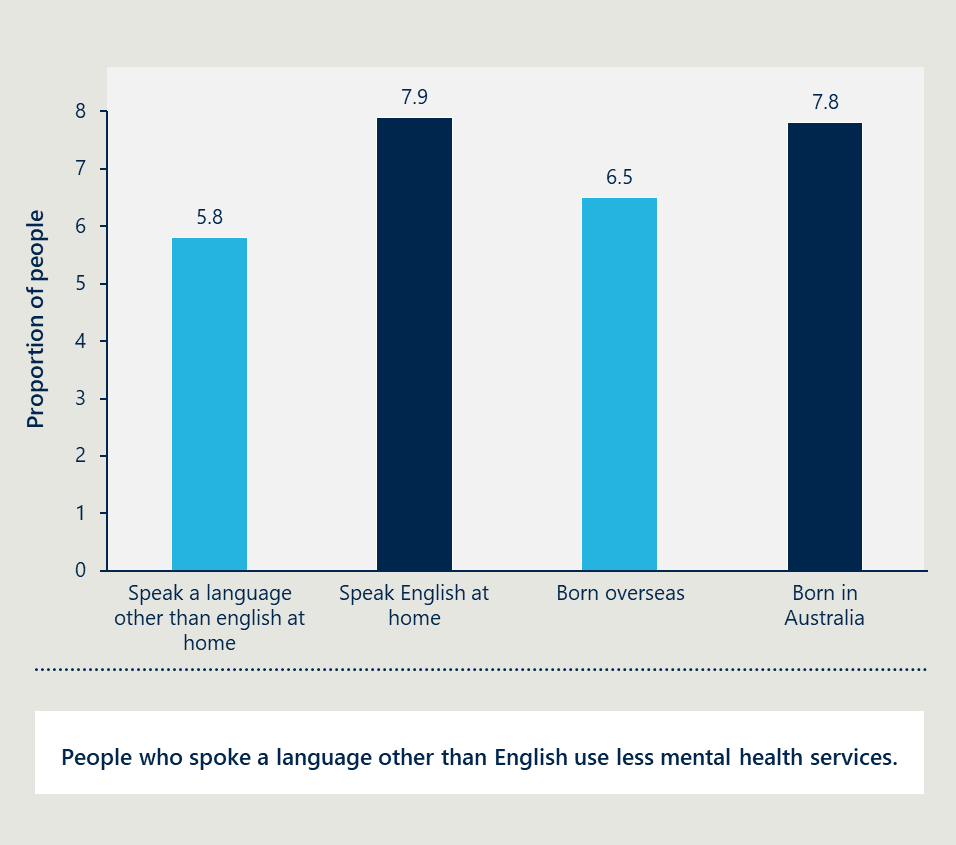 Proportion of people
8
7
6
5
4
3
2
1
0
5.8
7.9
6.5
7.8
Speak a language
other than english at
home
Speak English at
home
Born overseas
Born in
Australia
People who spoke a language other than English use less mental health services.